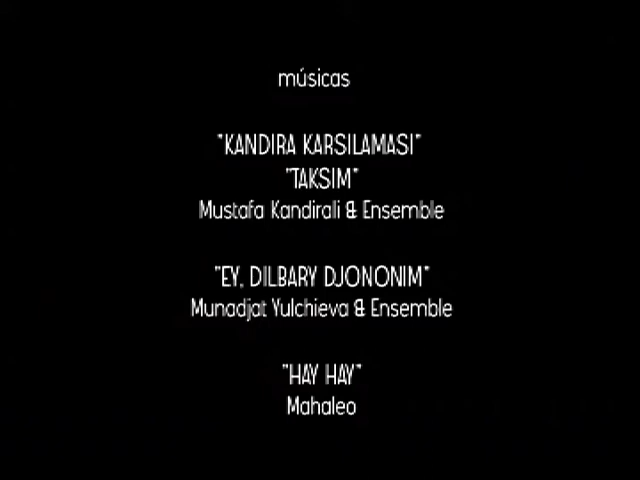 músicas
"KANDIRA KARSILAMASI"
"TAKSIM"
Mustafa Kandirali & Ensemble
"EY, DILBARY DJONONIM"
Munadjat Yulchieva & Ensemble
"HAY HAY"
Mahaleo